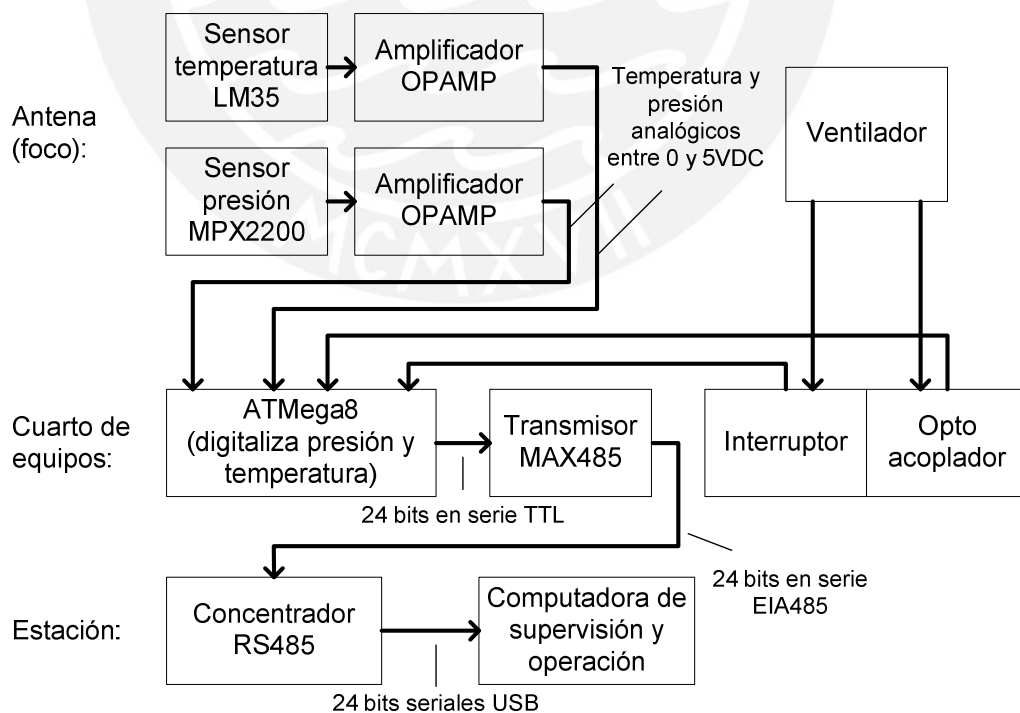 Sensor
temperatura
LM35
Amplificador
OPAMP
Temperatura y
presión
analógicos
entre 0 y 5VDC
Ventilador
Antena
(foco):
Sensor
presión
MPX2200
Amplificador
OPAMP
MCMXVII
Cuarto de
equipos:
ATMega8
(digitaliza presión y
temperatura)
Transmisor
MAX485
Interruptor
Opto
acoplador
24 bits en serie TTL
24 bits en serie
EIA485
Estación:
Concentrador
RS485
Computadora de
supervisión y
operación
24 bits seriales USB